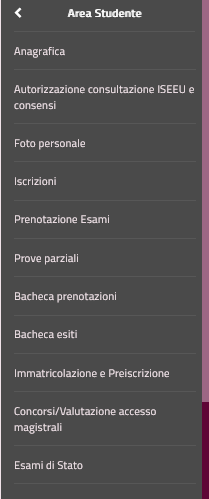 Area Studente
Anagrafica
Autorizzazione consultazione ISEEU e
consensi
Foto personale
Iscrizioni
Prenotazione Esami
Prove parziali
Bacheca prenotazioni
Bacheca esiti
Immatricolazione e Preiscrizione
Concorsi/Valutazione accesso
magistrali
Esami di Stato